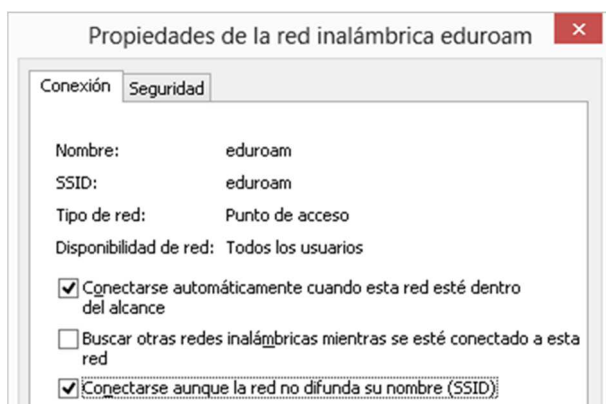 Propiedades de la red inalámbrica eduroam
Conexión Seguridad
Nombre: eduroam
SSID: eduroam
Tipo de red: Punto de acceso
Disponibilidad de red: Todos los usuarios
Conectarse automáticamente cuando esta red esté dentro
del alcance
Buscar otras redes inalámbricas mientras se esté conectado a esta
red
Conectarse aunque la red no difunda su nombre (SSID)